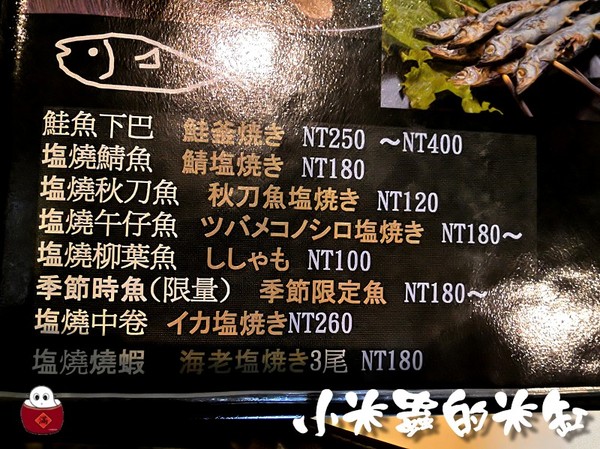 鮭魚下巴 鮭釜焼き NT250 ～NT400
塩燒鯖魚 鯖塩焼き NT180
塩燒秋刀魚 秋刀魚塩焼き NT120
塩燒午仔魚 ツバメコノシロ塩焼き NT180～
塩燒柳葉魚 ししゃも NT100
季節時魚(限量) 季節限定魚 NT180～
塩燒中卷 イカ塩焼きNT260
塩燒燒蝦 海老塩焼き3尾 NT180
小米蟲的米缸